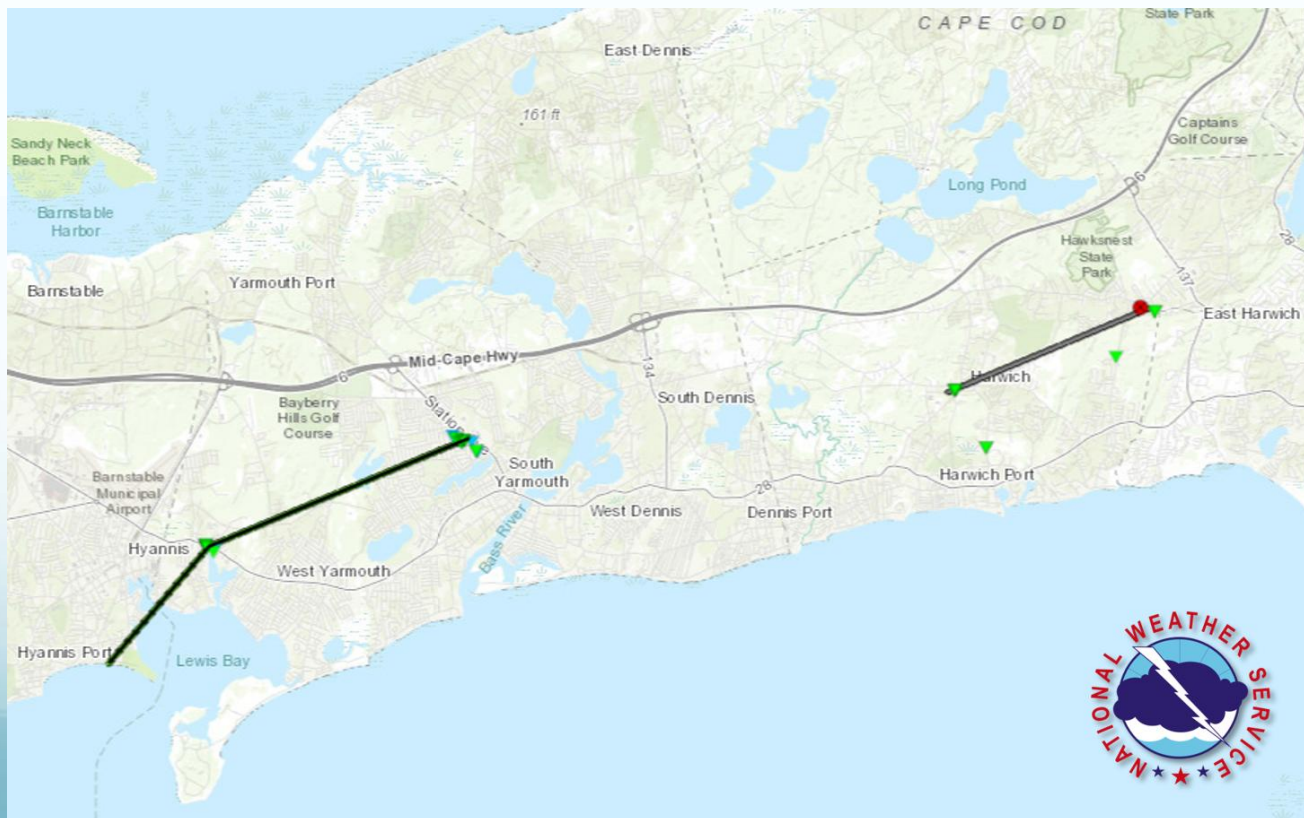 CAPE COD
State Park
East Dennis
161 ft
Sandy Neck
Beach Park
Captains
Golf Course
Barnstable
Harbor
Long Pond
6
Hawksnest
State
Park
28
137
Barnstable
Yarmouth Port
East Harwich
Mid-Cape Hwy
6
134
Harwich
South Dennis
Bayberry
Hills Golf
Course
Station Ave
South
Yarmouth
Harwich Port
Barnstable
Municipal
Airport
28
West Dennis
Dennis Port
Bass River
Hyannis
West Yarmouth
Hyannis Port
Lewis Bay
NATIONAL WEATHER SERVICE